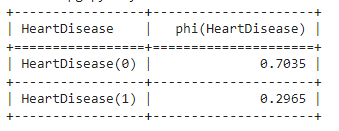 +-----------------+---------------------+
| HeartDisease    |   phi(HeartDisease) |
+=================+=====================+
| HeartDisease(0) |              0.7035 |
+-----------------+---------------------+
| HeartDisease(1) |              0.2965 |
+-----------------+---------------------+